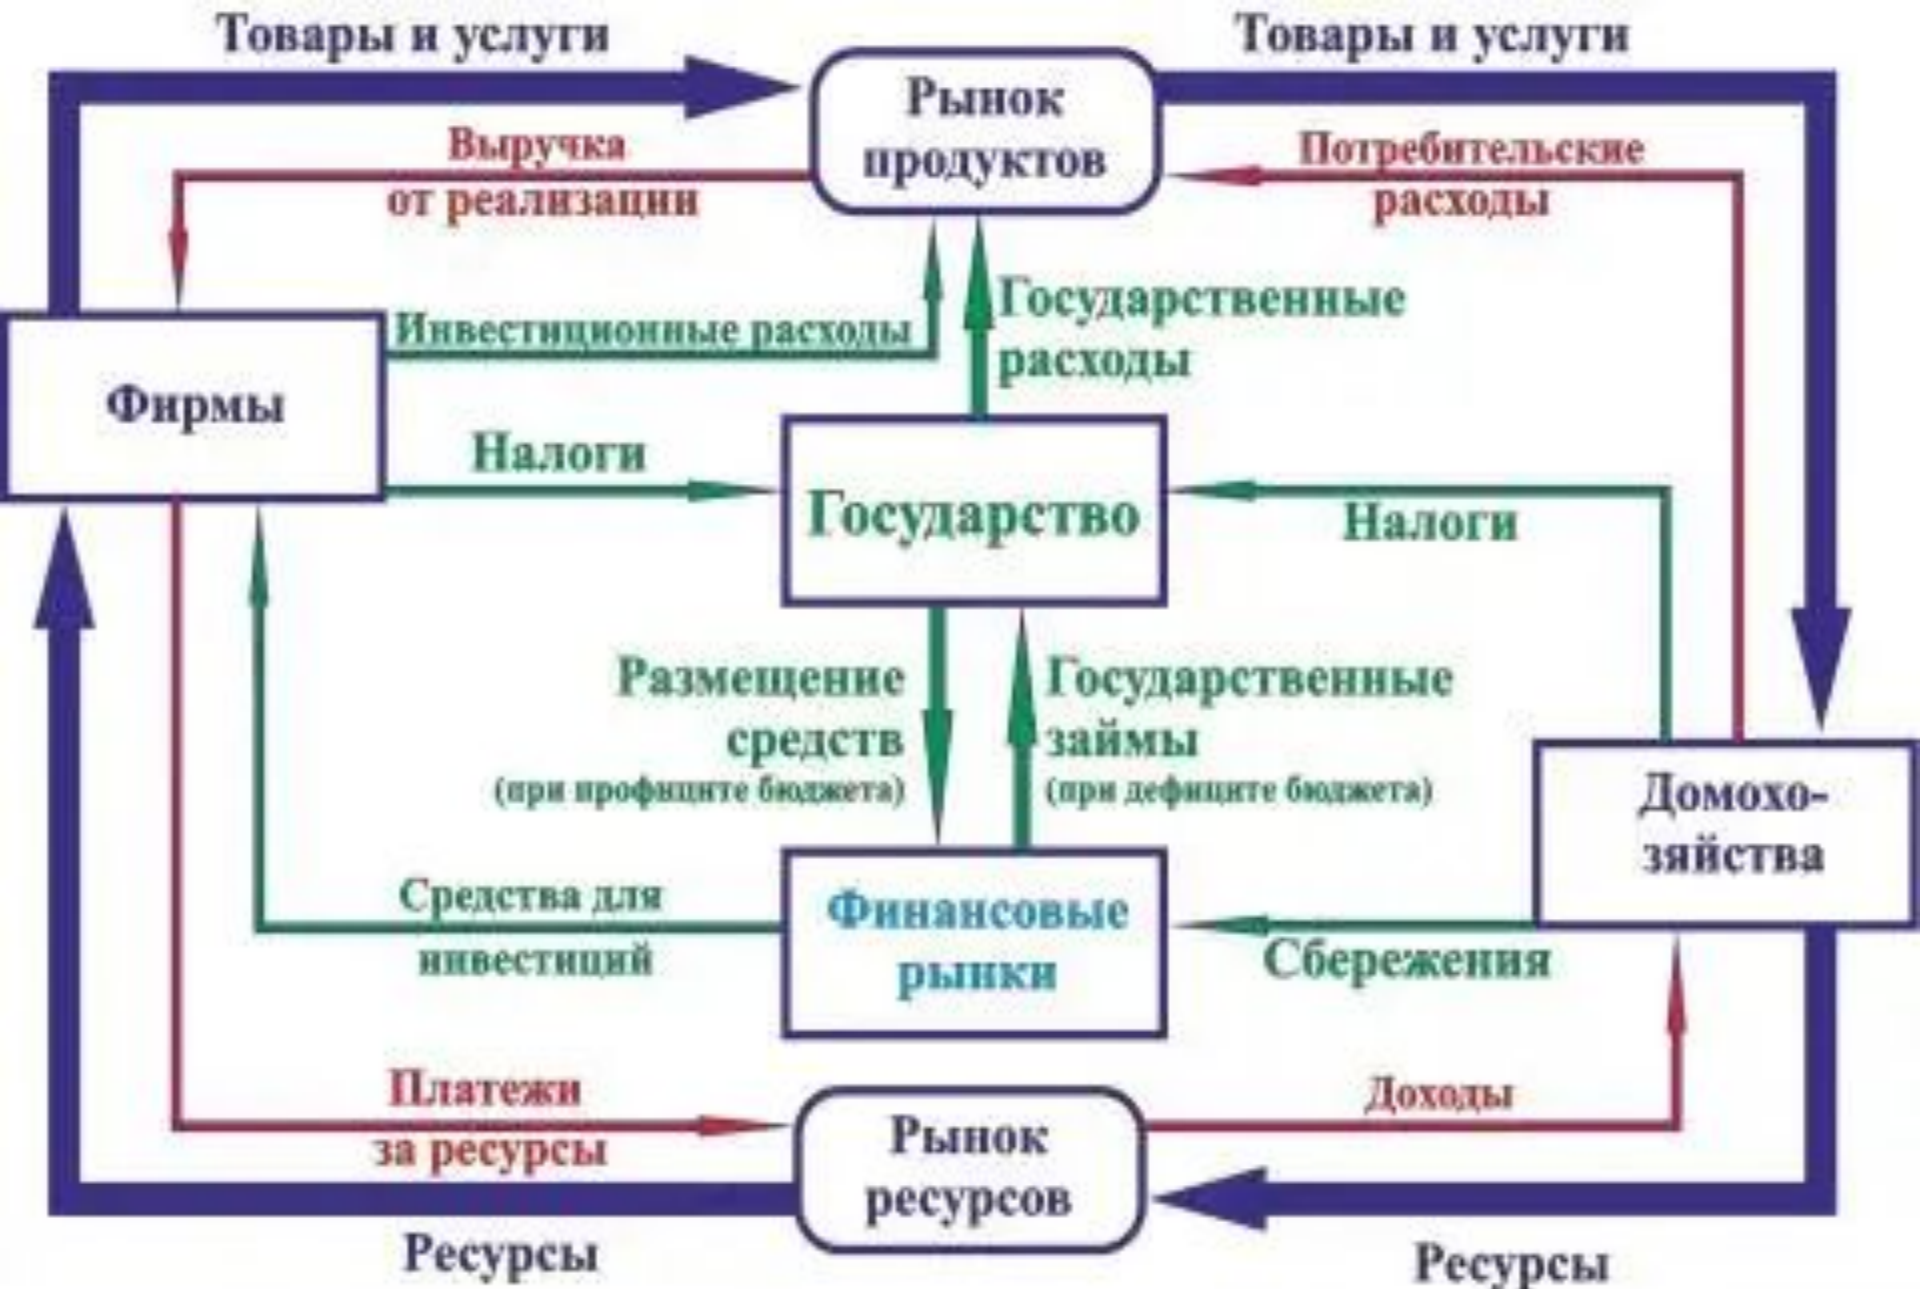 Товары и услуги
Товары и услуги
Рынок
продуктов
Выручка
от реализации
Потребительские
расходы
Инвестиционные расходы
Государственные
расходы
Фирмы
Налоги
Государство
Налоги
Размещение
средств
(при профиците бюджета)
Государственные
займы
(при дефиците бюджета)
Домохо-
зяйства
Средства для
инвестиций
Финансовые
рынки
Сбережения
Платежи
за ресурсы
Рынок
ресурсов
Доходы
Ресурсы
Ресурсы